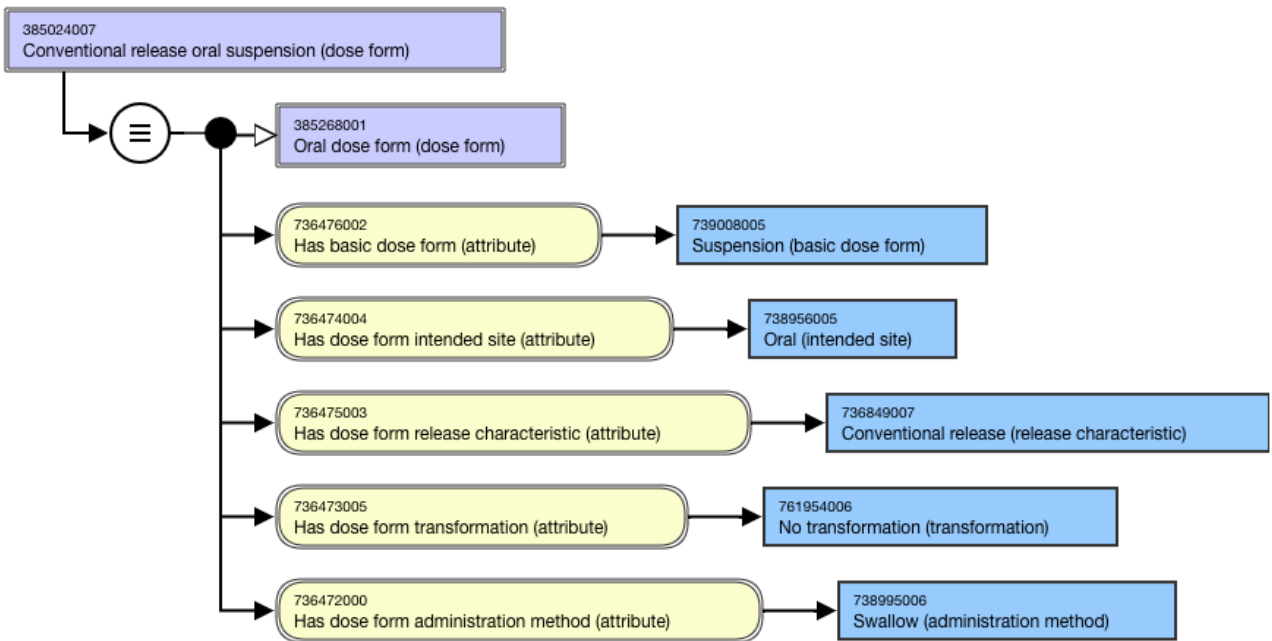 385024007
Conventional release oral suspension (dose form)
385268001
Oral dose form (dose form)
736476002
Has basic dose form (attribute)
739008005
Suspension (basic dose form)
736474004
Has dose form intended site (attribute)
738956005
Oral (intended site)
736475003
Has dose form release characteristic (attribute)
736849007
Conventional release (release characteristic)
736473005
Has dose form transformation (attribute)
761954006
No transformation (transformation)
736472000
Has dose form administration method (attribute)
738995006
Swallow (administration method)